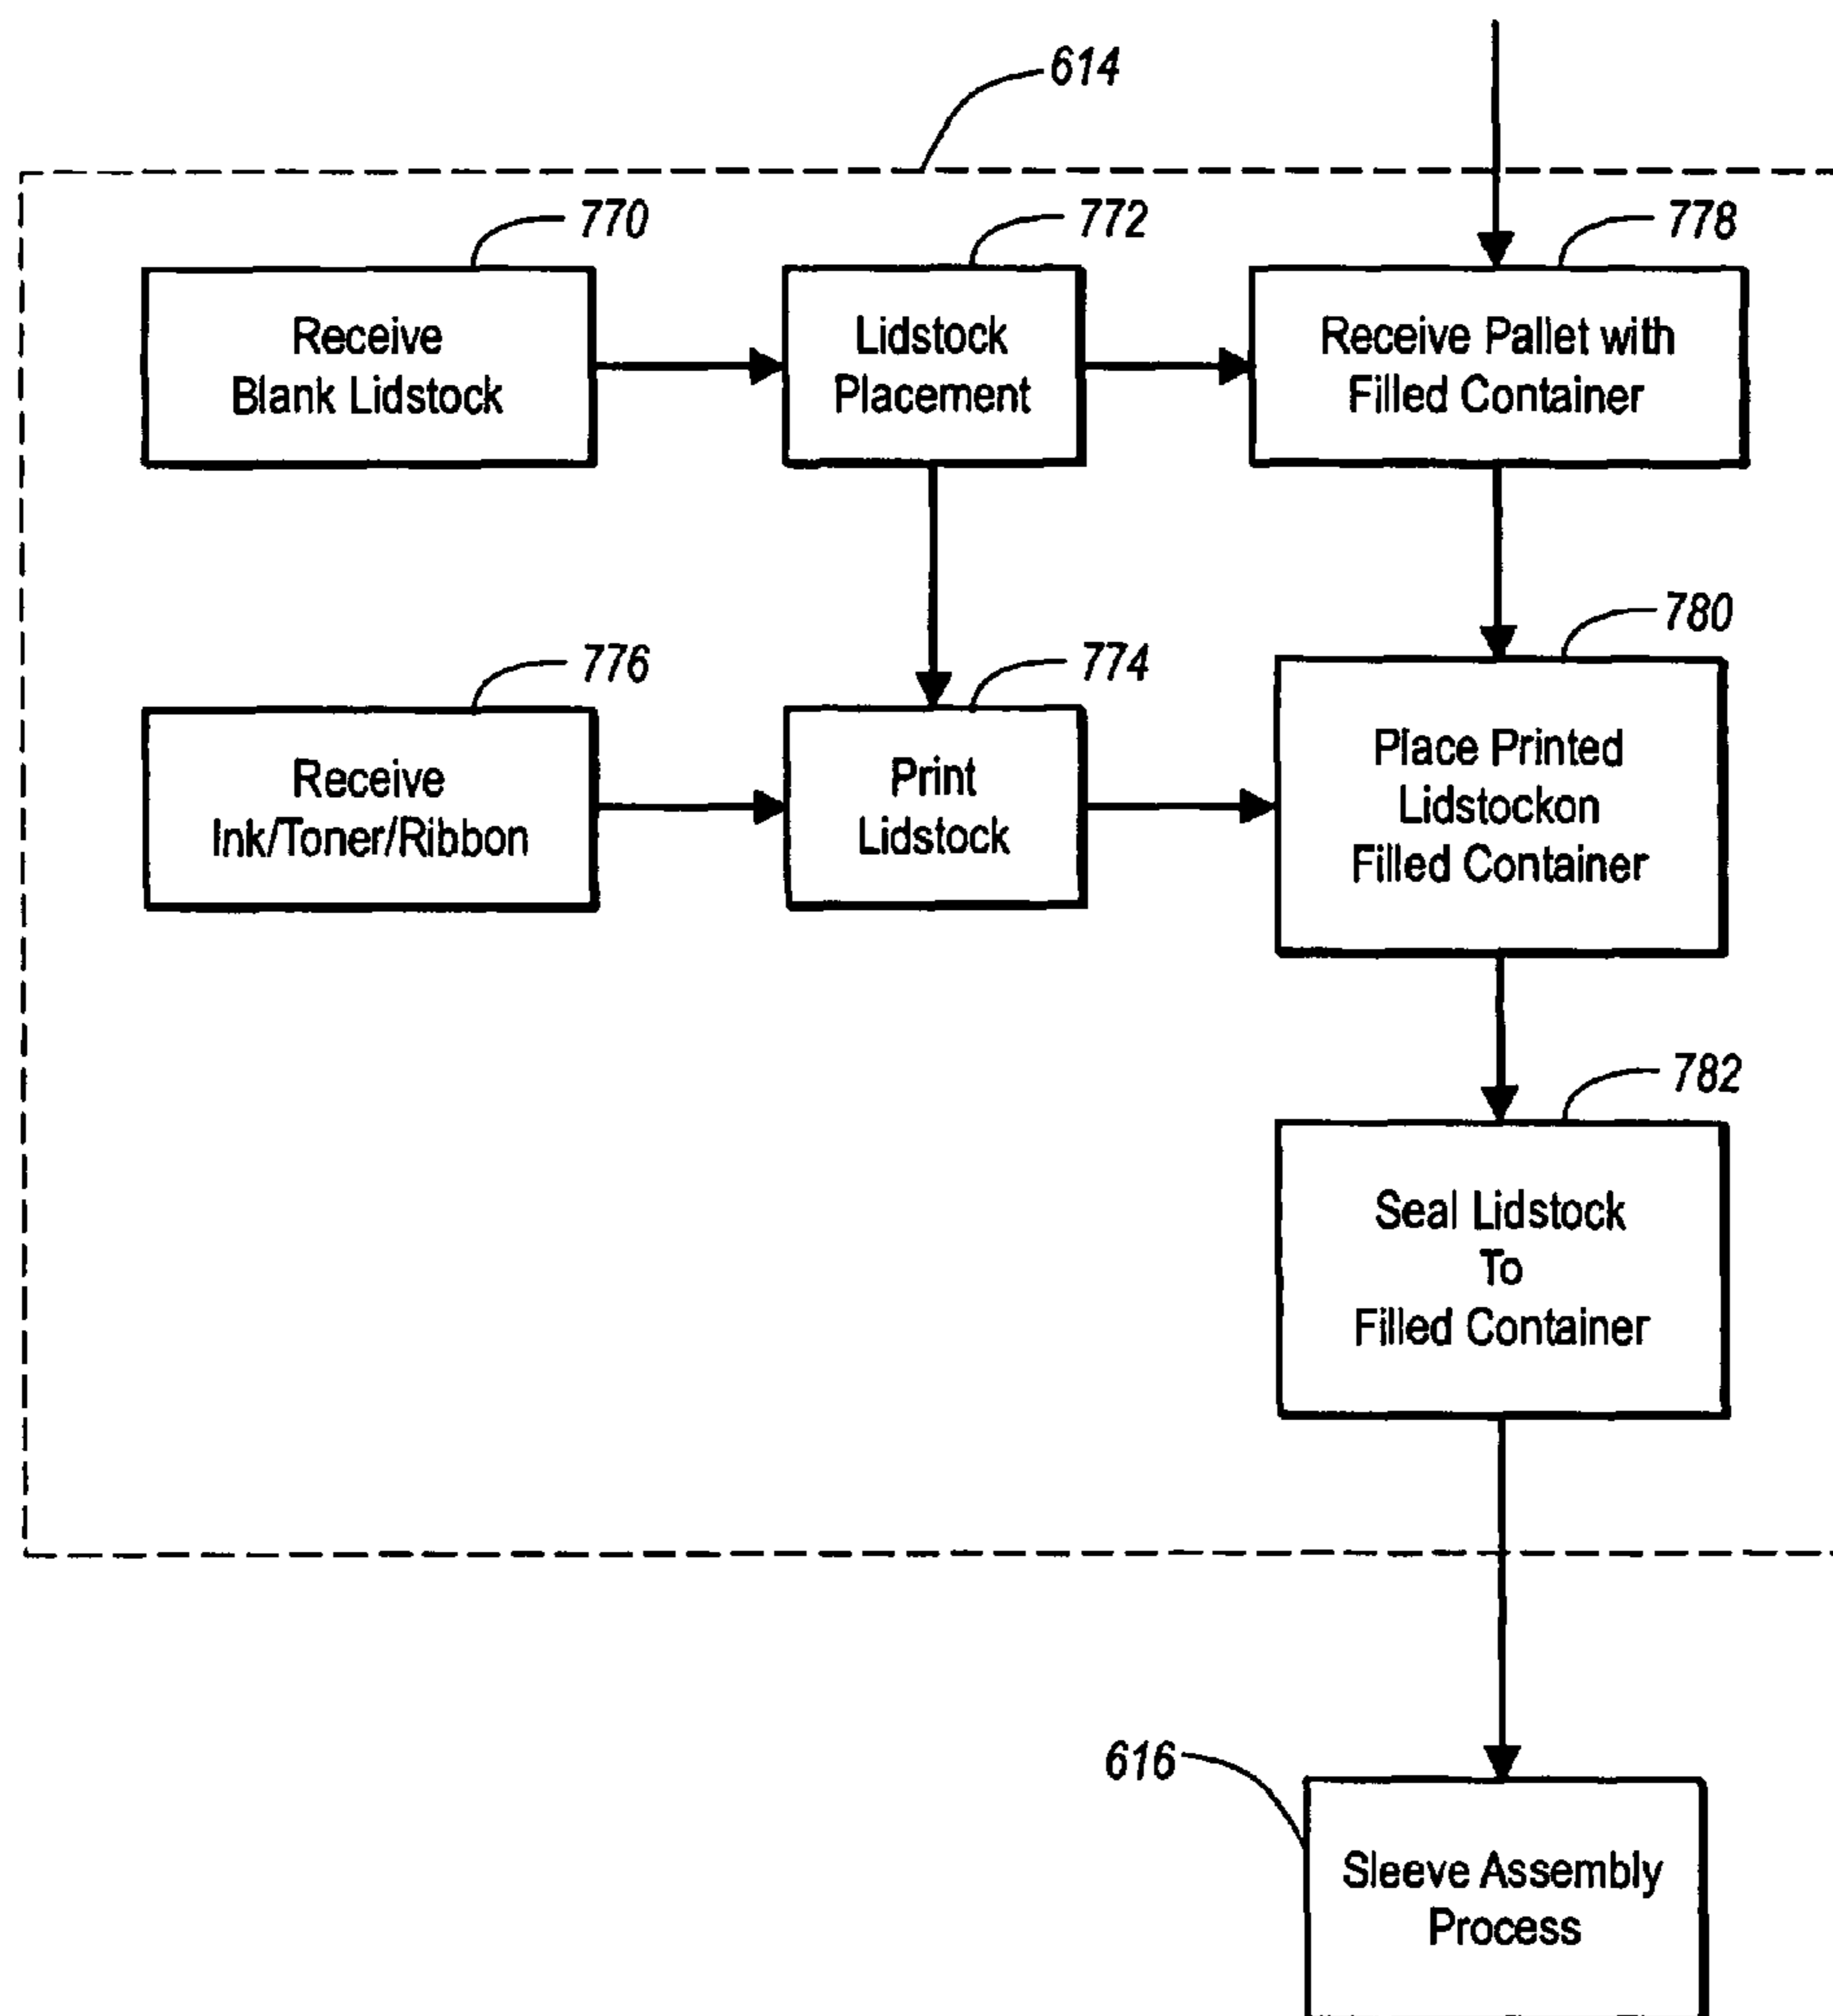 614
770
Receive
Blank Lidstock
772
Lidstock
Placement
778
Receive Pallet with
Filled Container
776
Receive
Ink/Toner/Ribbon
774
Print
Lidstock
780
Place Printed
Lidstockon
Filled Container
782
Seal Lidstock
To
Filled Container
616
Sleeve Assembly
Process